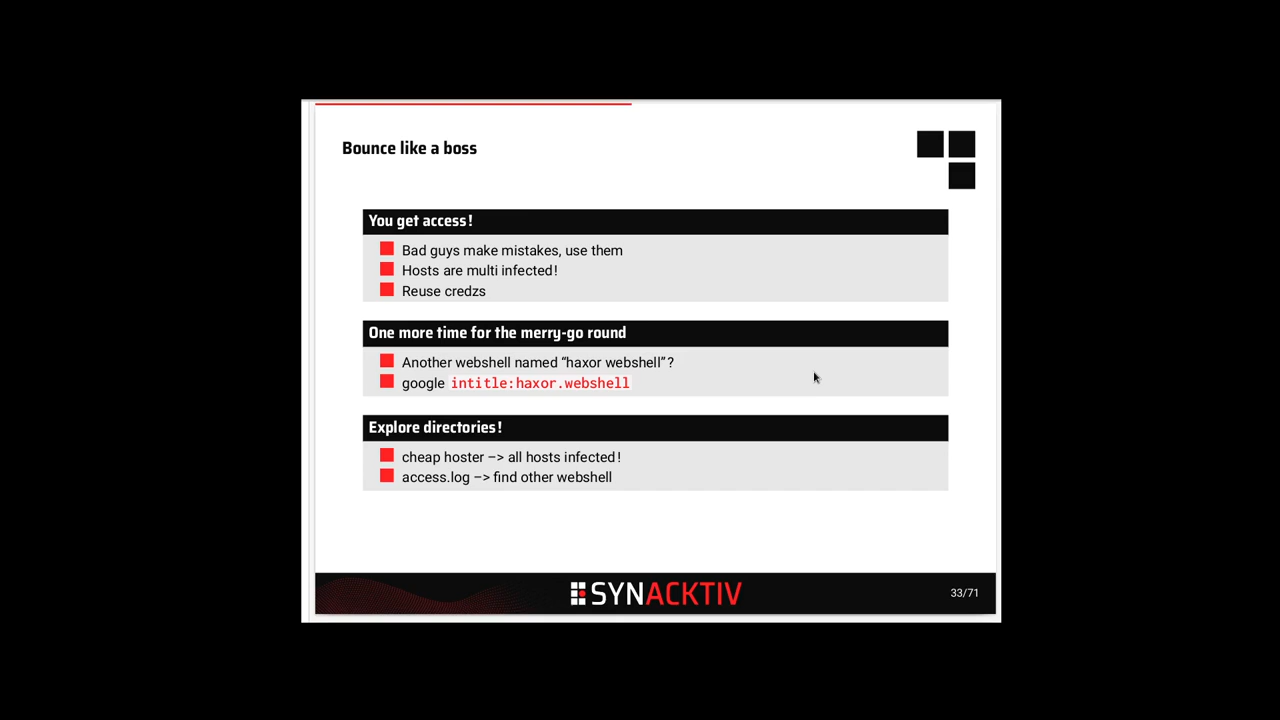 Bounce like a boss
You get access!
Bad guys make mistakes, use them
Hosts are multi infected!
Reuse credzs
One more time for the merry-go round
Another webshell named “haxor webshell”?
google intitle:haxor.webshell
Explore directories!
cheap hoster –> all hosts infected!
access.log –> find other webshell
SYNACKTIV
33/71